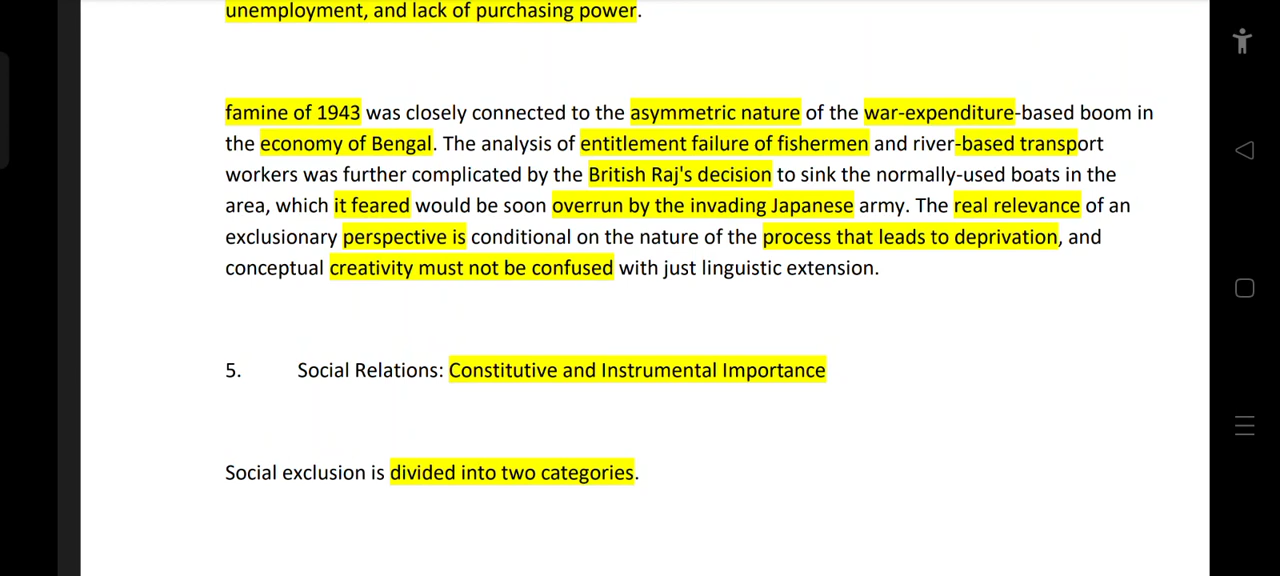 unemployment, and lack of purchasing power.
famine of 1943 was closely connected to the asymmetric nature of the war-expenditure-based boom in
the economy of Bengal. The analysis of entitlement failure of fishermen and river-based transport
workers was further complicated by the British Raj's decision to sink the normally-used boats in the
area, which it feared would be soon overrun by the invading Japanese army. The real relevance of an
exclusionary perspective is conditional on the nature of the process that leads to deprivation, and
conceptual creativity must not be confused with just linguistic extension.
5. Social Relations: Constitutive and Instrumental Importance
Social exclusion is divided into two categories.